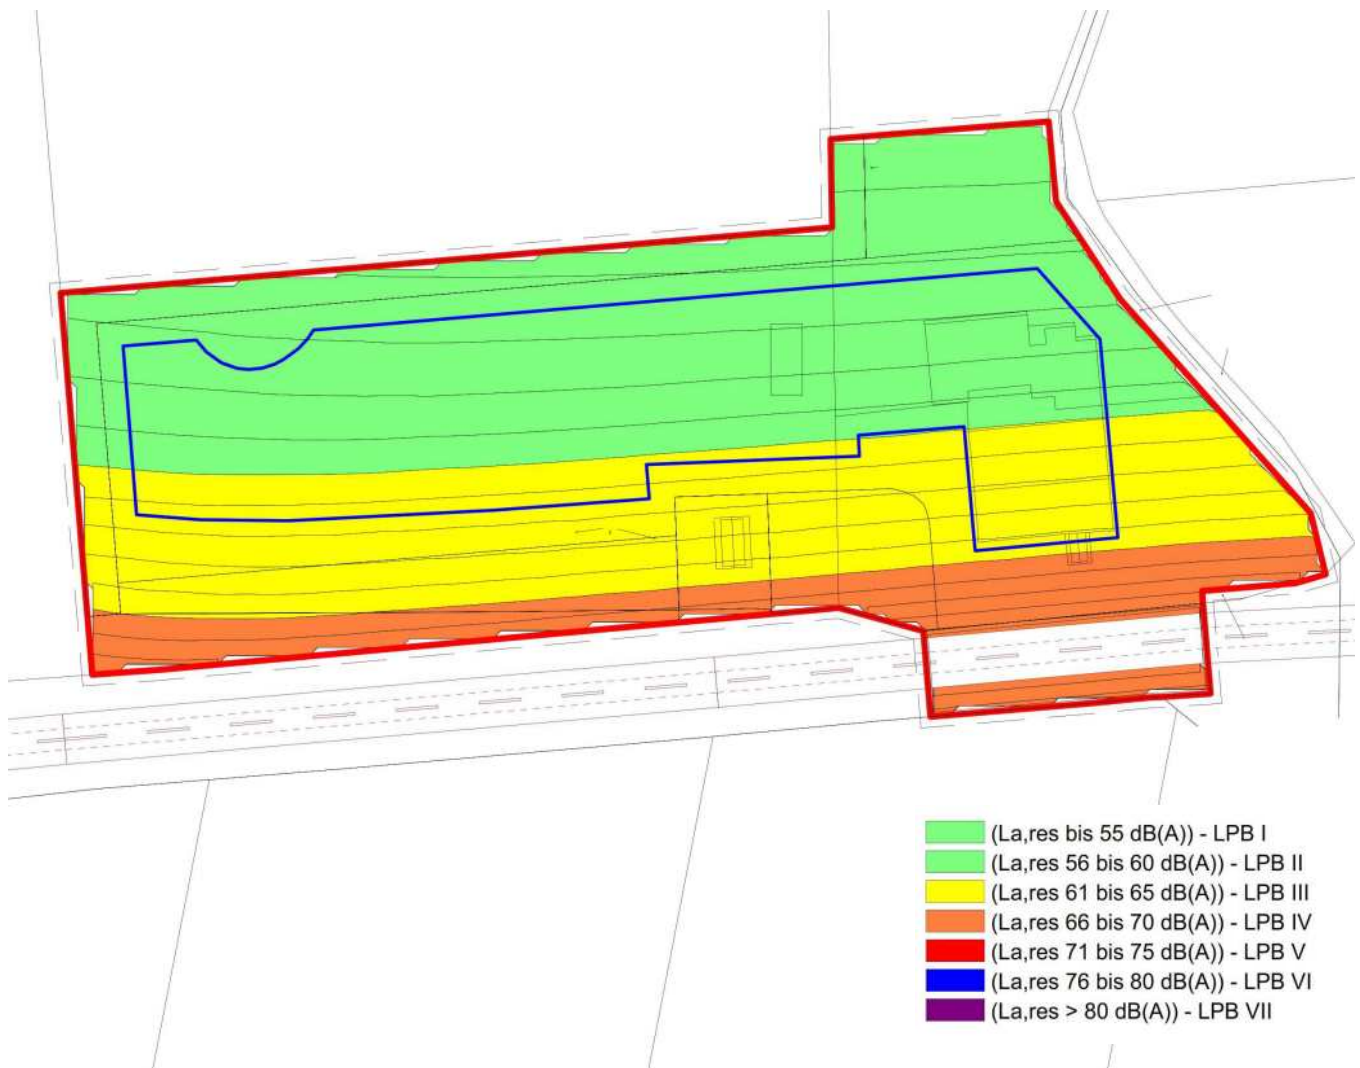 (La,res bis 55 dB(A)) - LPB I
(La,res 56 bis 60 dB(A)) - LPB II
(La,res 61 bis 65 dB(A)) - LPB III
(La,res 66 bis 70 dB(A)) - LPB IV
(La,res 71 bis 75 dB(A)) - LPB V
(La,res 76 bis 80 dB(A)) - LPB VI
(La,res > 80 dB(A)) - LPB VII